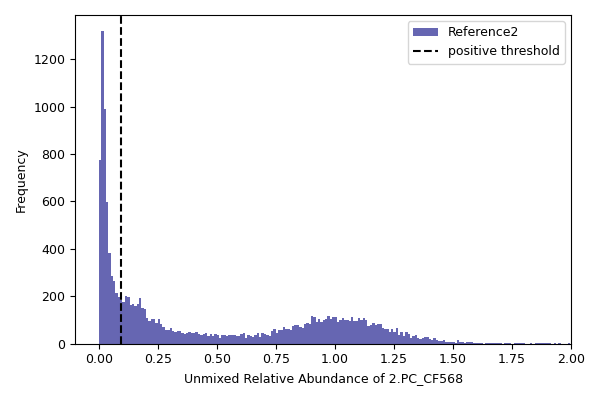 Reference2
positive threshold
Frequency
1200
1000
800
600
400
200
0
0.00 0.25 0.50 0.75 1.00 1.25 1.50 1.75 2.00
Unmixed Relative Abundance of 2.PC_CF568